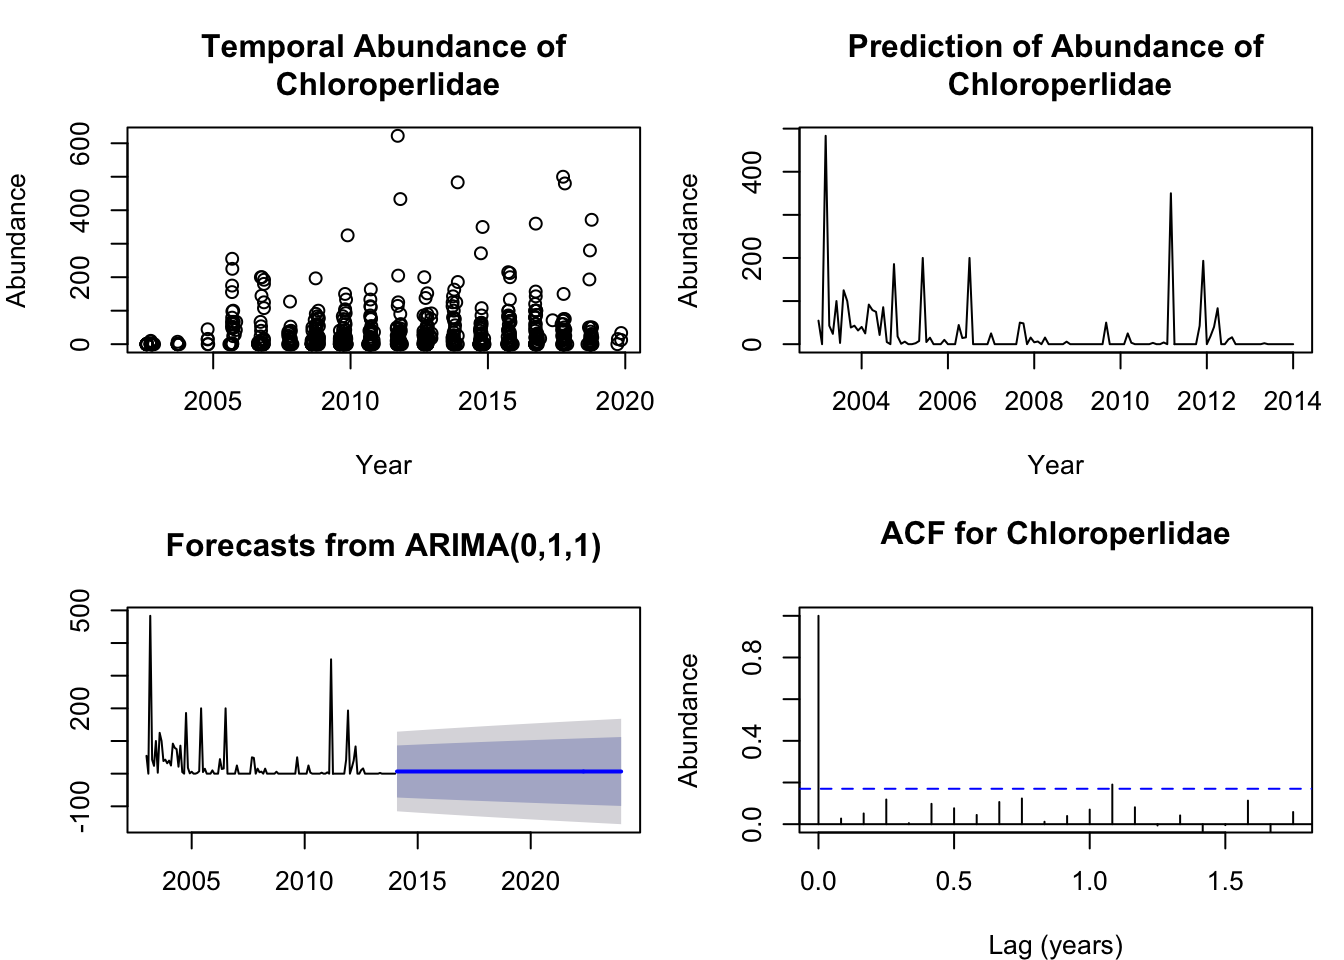 Temporal Abundance of
Chloroperlidae
Abundance
0
200
400
600
2005
2010
2015
2020
Year
Prediction of Abundance of
Chloroperlidae
Abundance
0
200
400
2004
2006
2008
2010
2012
2014
Year
Forecasts from ARIMA(0,1,1)
-100
200
500
2005
2010
2015
2020
ACF for Chloroperlidae
Abundance
0.0
0.4
0.8
0.0
0.5
1.0
1.5
Lag (years)